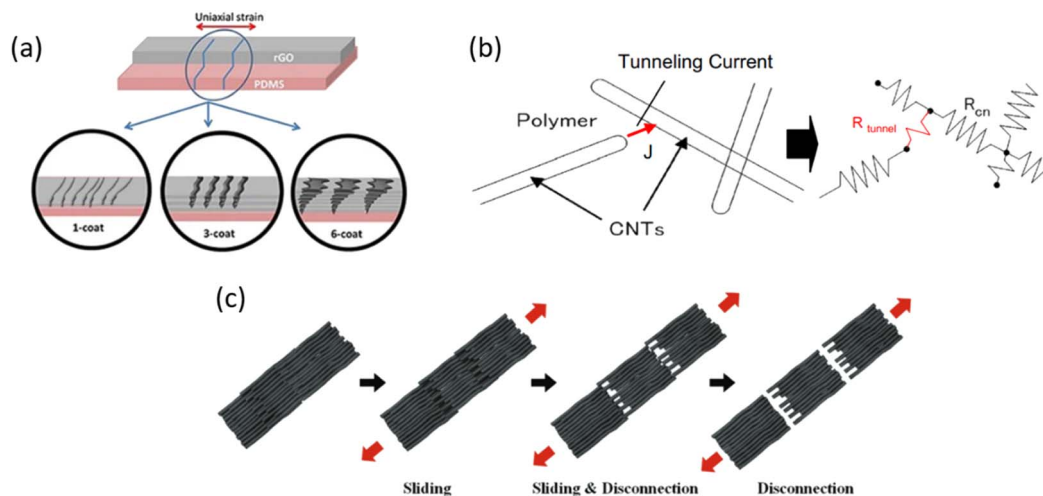 (a)
Uniaxial strain
rGO
PDMS
1-coat
3-coat
6-coat
(b)
Tunneling Current
Polymer
J
CNTs
R tunnel
Rcn
(c)
Sliding
Sliding & Disconnection
Disconnection